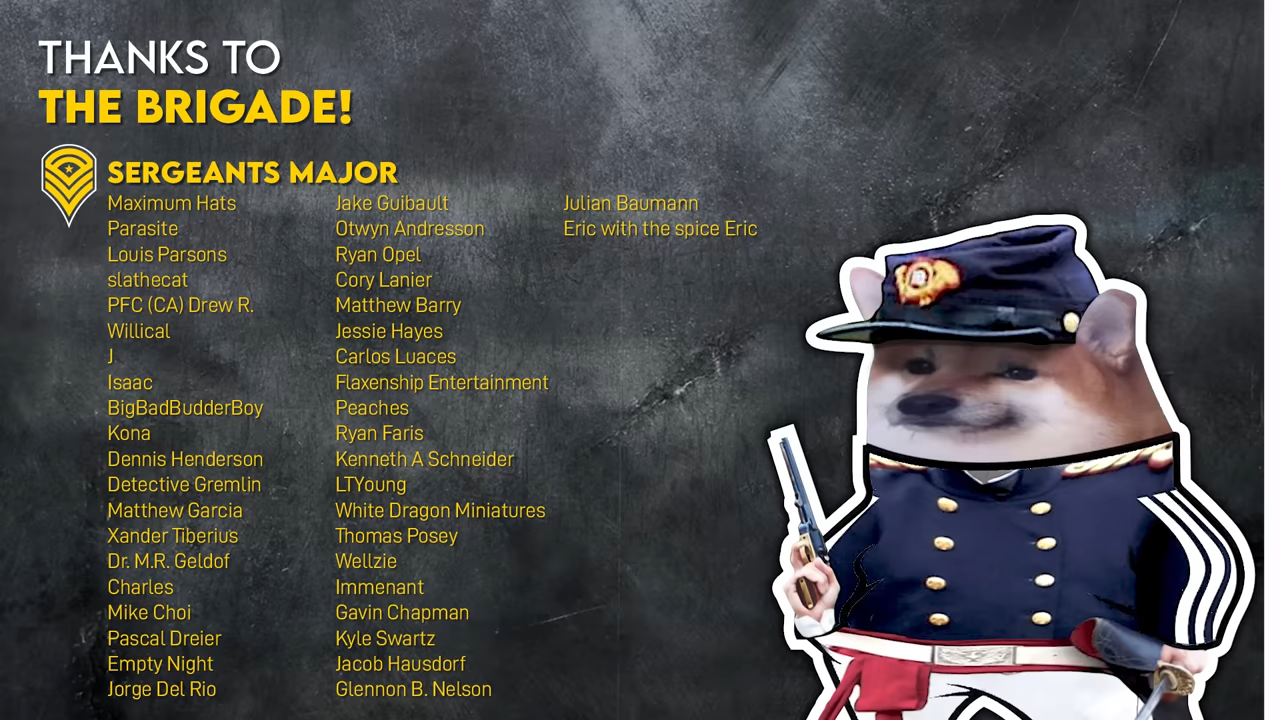 THANKS TO
THE BRIGADE!
SERGEANTS MAJOR
Maximum Hats
Parasite
Louis Parsons
slathecat
PFC (CA) Drew R.
Willical
J
Isaac
BigBadBudderBoy
Kona
Dennis Henderson
Detective Gremlin
Matthew Garcia
Xander Tiberius
Dr. M.R. Geldof
Charles
Mike Choi
Pascal Dreier
Empty Night
Jorge Del Rio
Jake Guibault
Otwyn Andresson
Ryan Opel
Cory Lanier
Matthew Barry
Jessie Hayes
Carlos Luaces
Flaxenship Entertainment
Peaches
Ryan Faris
Kenneth A Schneider
LTYoung
White Dragon Miniatures
Thomas Posey
Wellzie
Immenant
Gavin Chapman
Kyle Swartz
Jacob Hausdorf
Glennon B. Nelson
Julian Baumann
Eric with the spice Eric